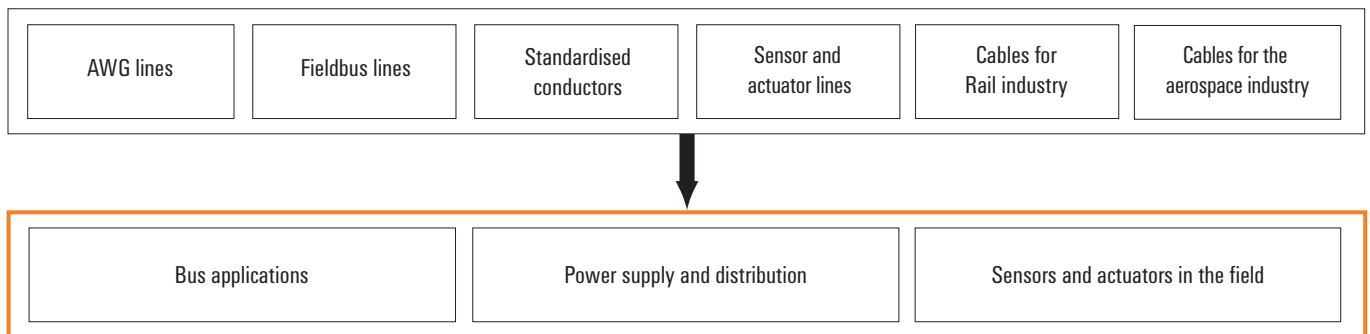 AWG lines
Fieldbus lines
Standardised
conductors
Sensor and
actuator lines
Cables for
Rail industry
Cables for the
aerospace industry
Bus applications
Power supply and distribution
Sensors and actuators in the field